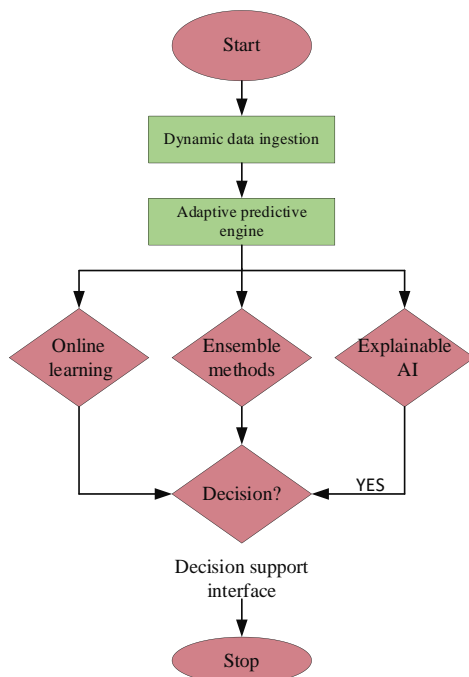 Start
Dynamic data ingestion
Adaptive predictive
engine
Online
learning
Ensemble
methods
Explainable
AI
Decision?
YES
Decision support
interface
Stop